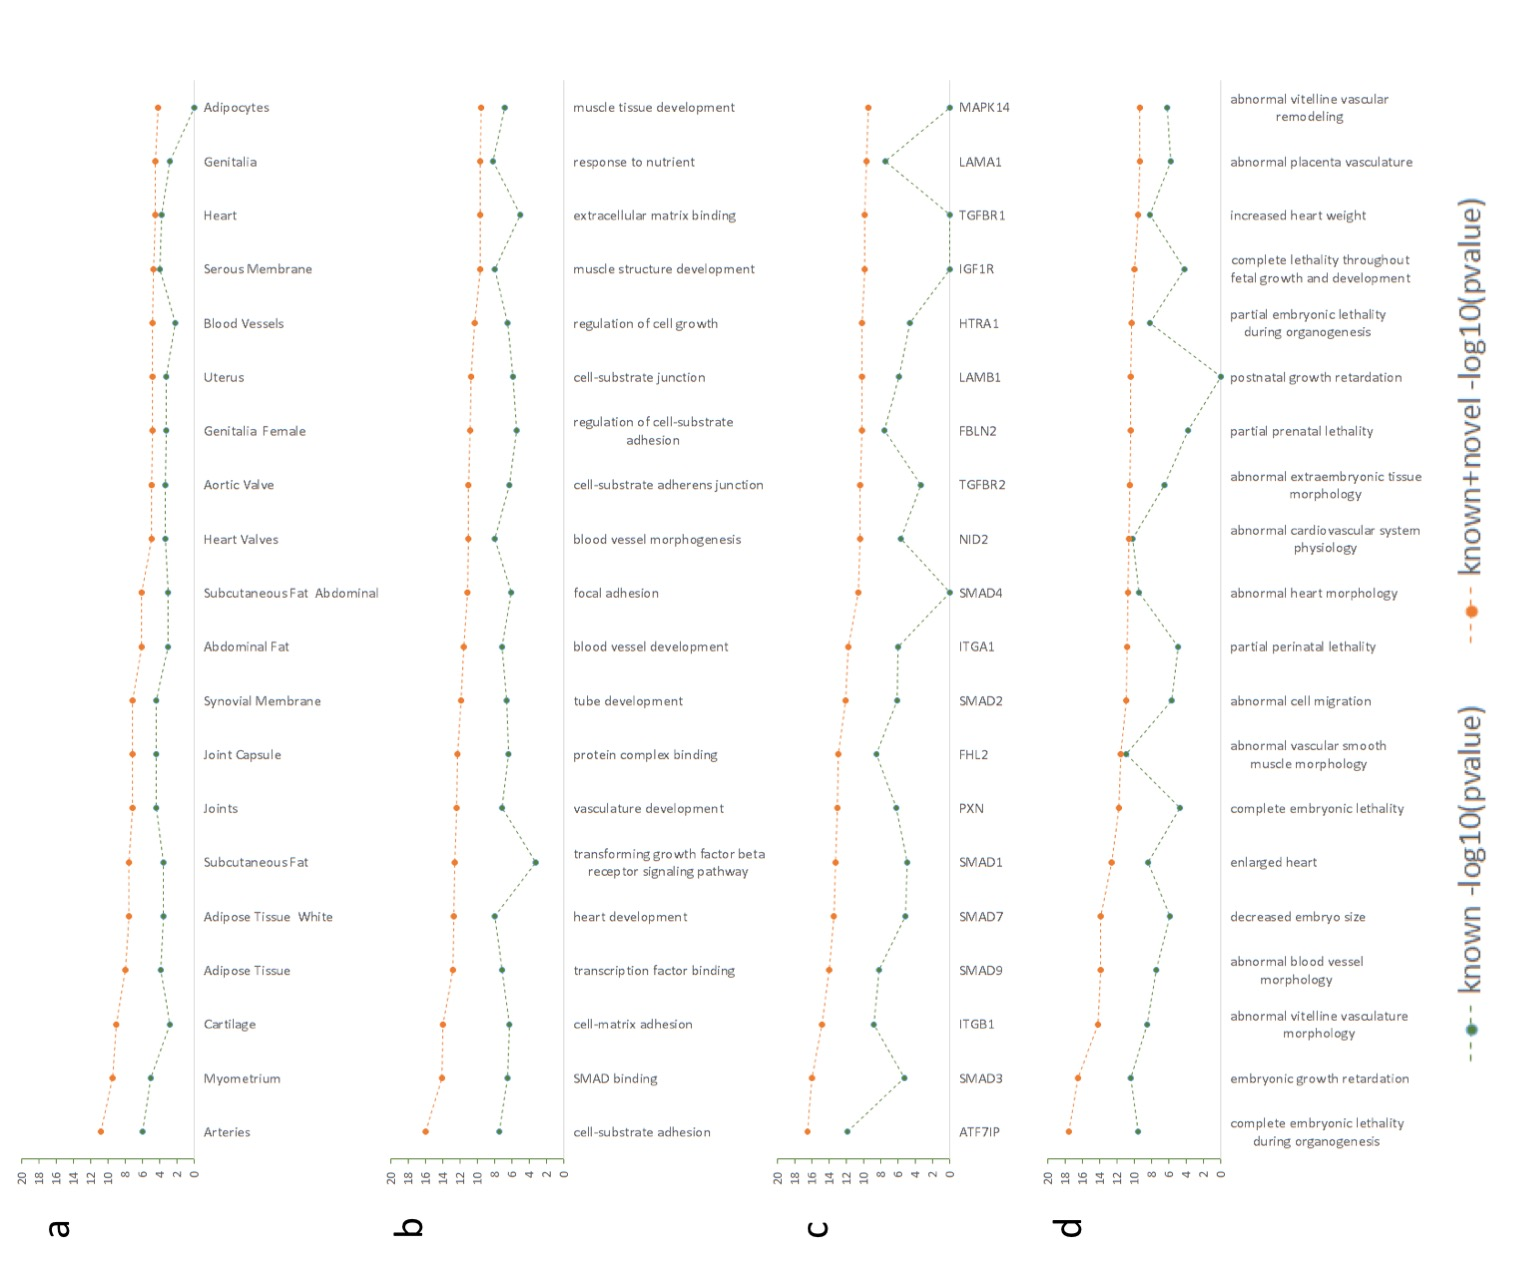 a
Adipocytes
Genitalia
Heart
Serous Membrane
Blood Vessels
Uterus
Genitalia Female
Aortic Valve
Heart Valves
Subcutaneous Fat Abdominal
Abdominal Fat
Synovial Membrane
Joint Capsule
Joints
Subcutaneous Fat
Adipose Tissue White
Adipose Tissue
Cartilage
Myometrium
Arteries
20 18 16 14 12 10 8 6 4 2 0
b
muscle tissue development
response to nutrient
extracellular matrix binding
muscle structure development
regulation of cell growth
cell-substrate junction
regulation of cell-substrate
adhesion
cell-substrate adherens junction
blood vessel morphogenesis
focal adhesion
blood vessel development
tube development
protein complex binding
vasculature development
transforming growth factor beta
receptor signaling pathway
heart development
transcription factor binding
cell-matrix adhesion
SMAD binding
cell-substrate adhesion
20 18 16 14 12 10 8 6 4 2 0
c
MAPK14
LAMA1
TGFBR1
IGF1R
HTRA1
LAMB1
FBLN2
TGFBR2
NID2
SMAD4
ITGA1
SMAD2
FHL2
PXN
SMAD1
SMAD7
SMAD9
ITGB1
SMAD3
ATF7IP
20 18 16 14 12 10 8 6 4 2 0
d
abnormal vitelline vascular
remodeling
abnormal placenta vasculature
increased heart weight
complete lethality throughout
fetal growth and development
partial embryonic lethality
during organogenesis
postnatal growth retardation
partial prenatal lethality
abnormal extraembryonic tissue
morphology
abnormal cardiovascular system
physiology
abnormal heart morphology
partial perinatal lethality
abnormal cell migration
abnormal vascular smooth
muscle morphology
complete embryonic lethality
enlarged heart
decreased embryo size
abnormal blood vessel
morphology
abnormal vitelline vasculature
morphology
embryonic growth retardation
complete embryonic lethality
during organogenesis
20 18 16 14 12 10 8 6 4 2 0
known -log10(pvalue)
known+novel -log10(pvalue)